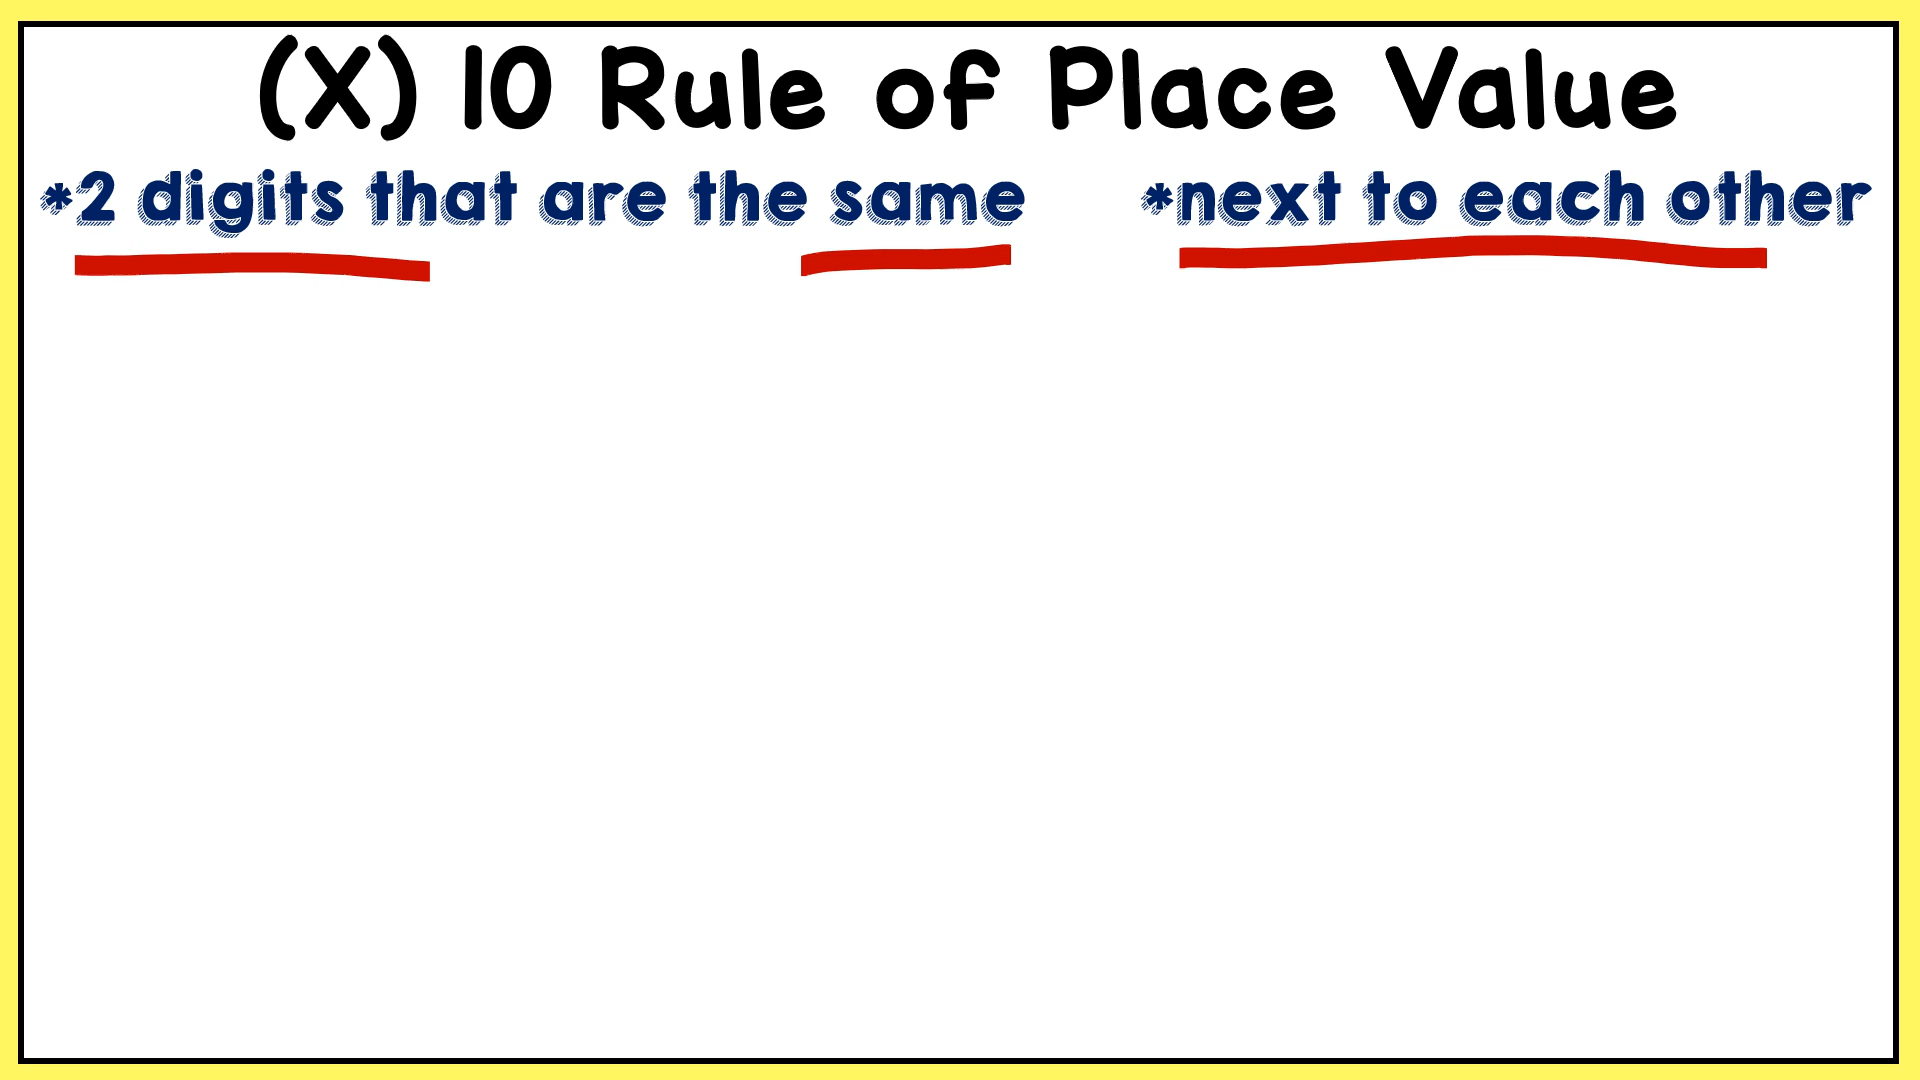 (X) 10 Rule of Place Value
*2 digits that are the same *next to each other